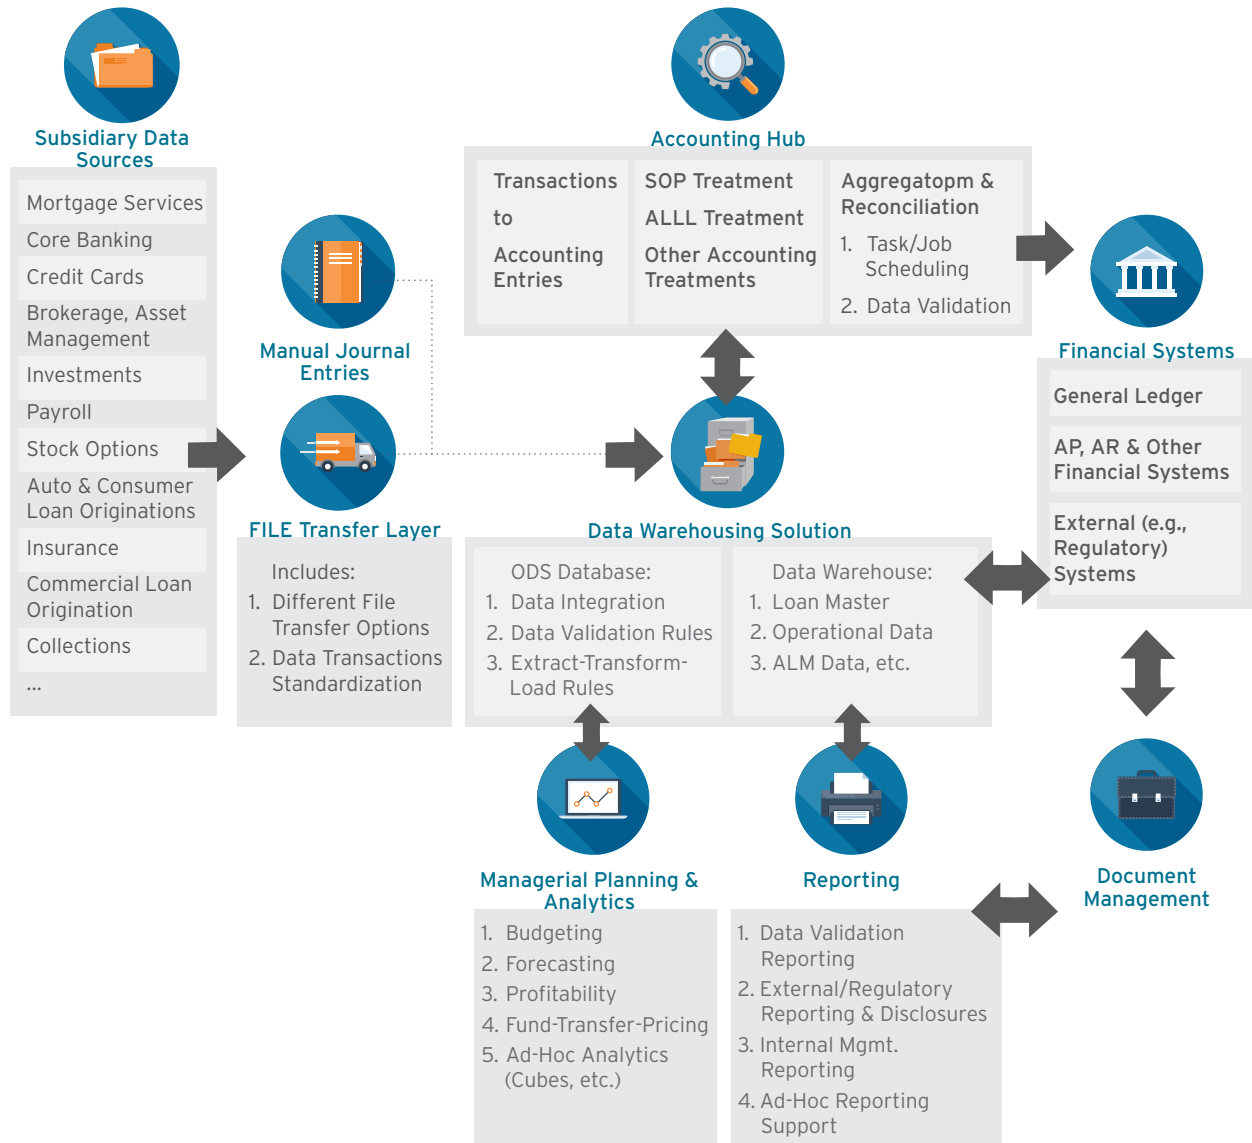 Subsidiary Data
Sources
Mortgage Services
Core Banking
Credit Cards
Brokerage, Asset
Management
Investments
Payroll
Stock Options
Auto & Consumer
Loan Originations
Insurance
Commercial Loan
Origination
Collections
...
Manual Journal
Entries
FILE Transfer Layer
Includes:
1. Different File
Transfer Options
2. Data Transactions
Standardization
Accounting Hub
Transactions
to
Accounting
Entries
SOP Treatment
ALLL Treatment
Other Accounting
Treatments
Aggregatopm &
Reconciliation
1. Task/Job
Scheduling
2. Data Validation
Data Warehousing Solution
ODS Database:
1. Data Integration
2. Data Validation Rules
3. Extract-Transform-
Load Rules
Data Warehouse:
1. Loan Master
2. Operational Data
3. ALM Data, etc.
Financial Systems
General Ledger
AP, AR & Other
Financial Systems
External (e.g.,
Regulatory)
Systems
Managerial Planning &
Analytics
1. Budgeting
2. Forecasting
3. Profitability
4. Fund-Transfer-Pricing
5. Ad-Hoc Analytics
(Cubes, etc.)
Reporting
1. Data Validation
Reporting
2. External/Regulatory
Reporting & Disclosures
3. Internal Mgmt.
Reporting
4. Ad-Hoc Reporting
Support
Document
Management